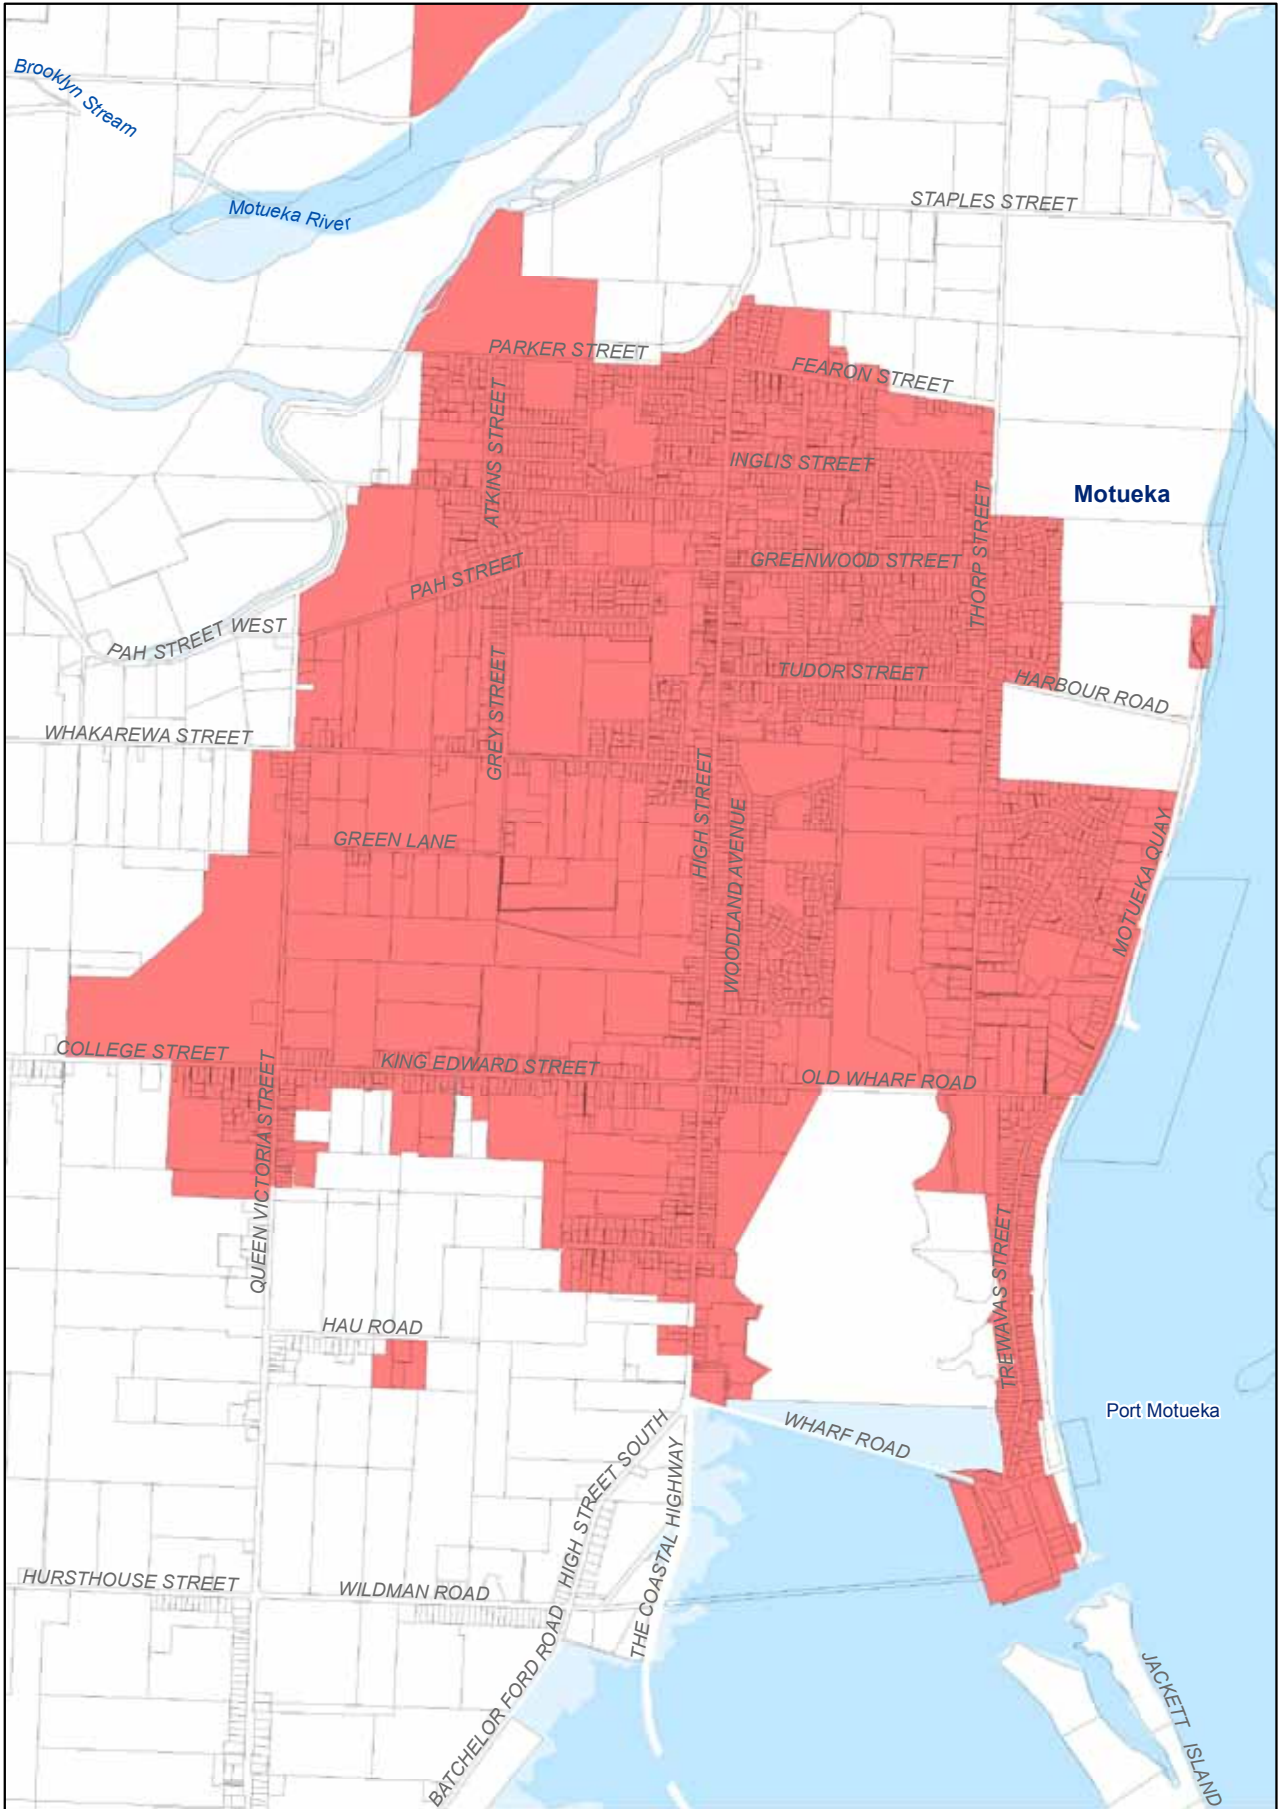 Brooklyn Stream
Motueka River
STAPLES STREET
PARKER STREET
FEARON STREET
ATKINS STREET
INGLIS STREET
Motueka
THORP STREET
GREENWOOD STREET
PAH STREET
PAH STREET WEST
TUDOR STREET
HARBOUR ROAD
GREY STREET
WHAKAREWA STREET
HIGH STREET
WOODLAND AVENUE
MOTUEKA QUAY
GREEN LANE
COLLEGE STREET
KING EDWARD STREET
OLD WHARF ROAD
QUEEN VICTORIA STREET
TREWAVAS STREET
HAU ROAD
Port Motueka
WHARF ROAD
HIGH STREET SOUTH
THE COASTAL HIGHWAY
HURSTHOUSE STREET
WILDMAN ROAD
BATCHELOR FORD ROAD
JACKETT ISLAND